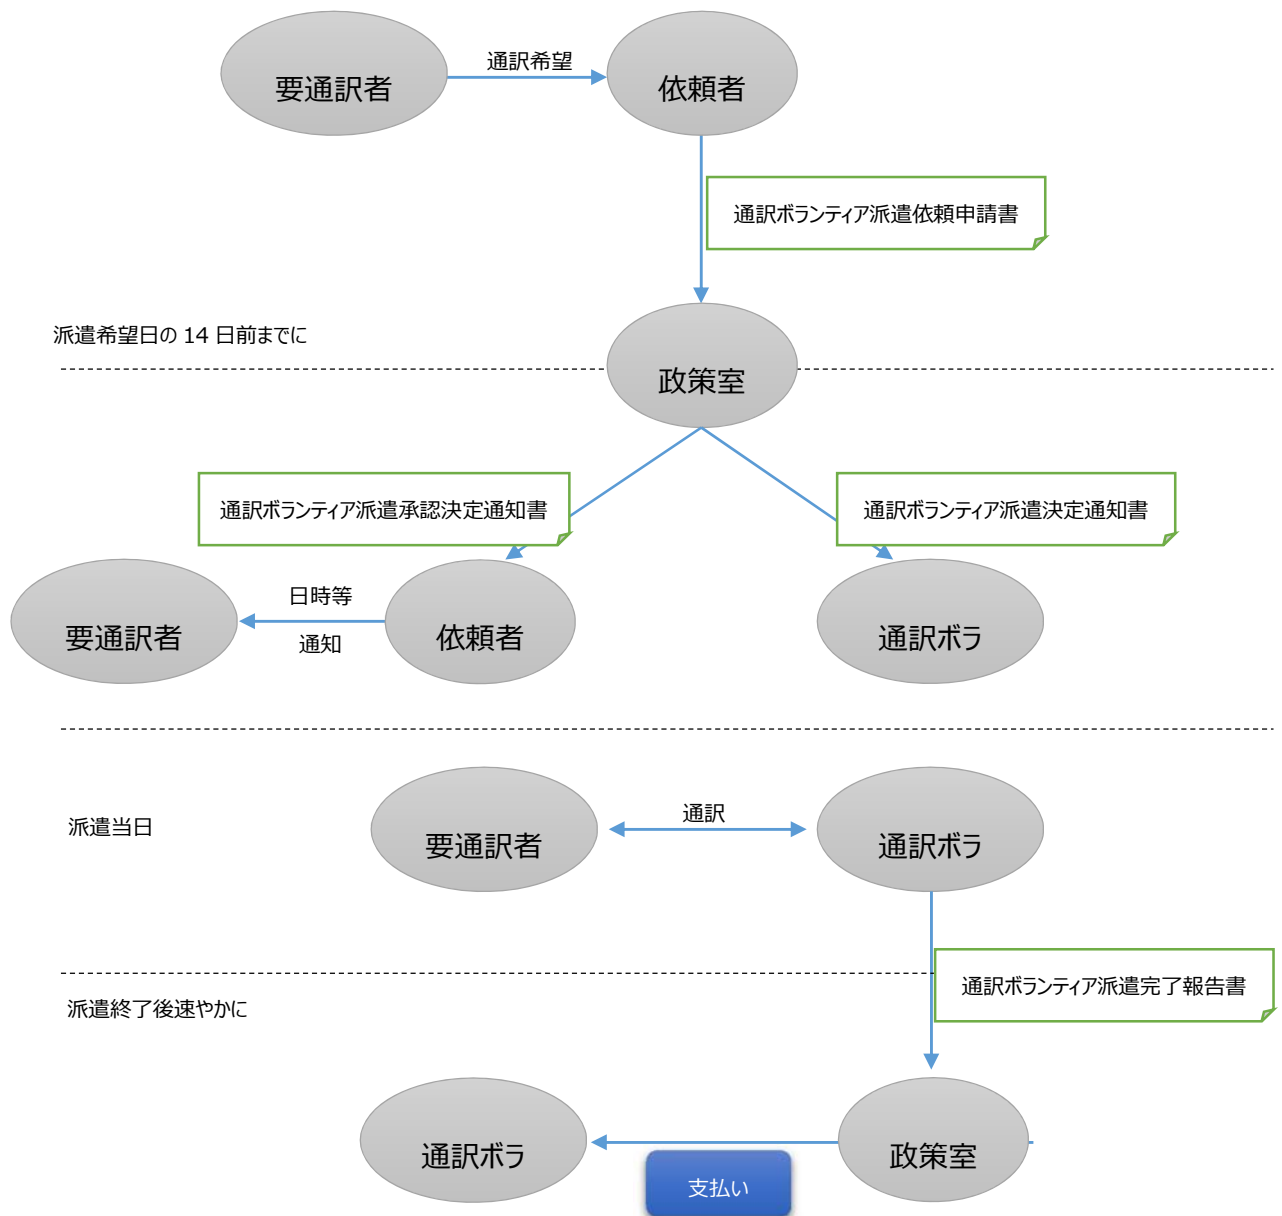 通訳希望
要通訳者
依頼者
通訳ボランティア派遣依頼申請書
派遣希望日の 14 日前までに
政策室
通訳ボランティア派遣承認決定通知書
通訳ボランティア派遣決定通知書
日時等
要通訳者
通知
依頼者
通訳ボラ
派遣当日
要通訳者
通訳
通訳ボラ
通訳ボランティア派遣完了報告書
派遣終了後速やかに
通訳ボラ
政策室
支払い